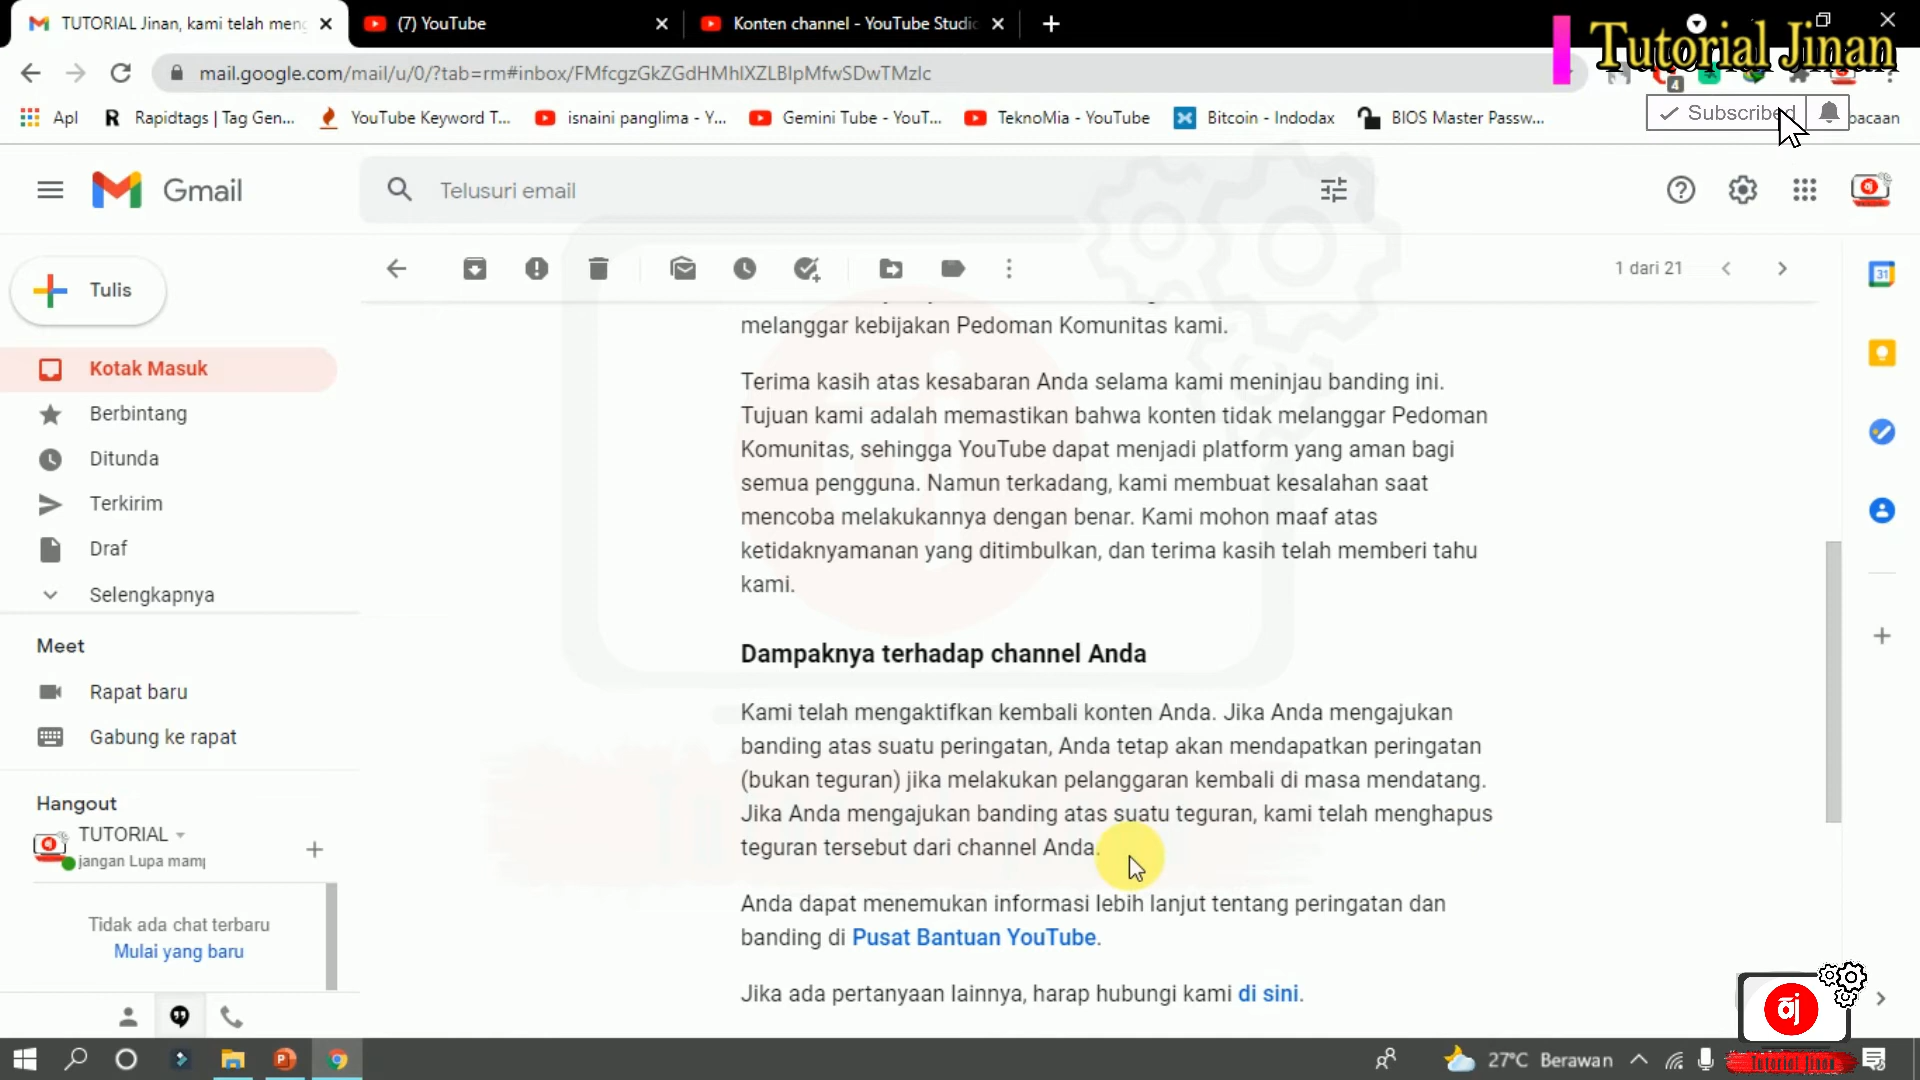 TUTORIAL Jinan, kami telah meng
(7) YouTube
Konten channel - YouTube Studio
Tutorial Jinan
mail.google.com/mail/u/0/?tab=rm#inbox/FMfcgzGkZGdHMhlXZLBlpMfwSDwTMzlc
4
Apl
Rapidtags | Tag Gen...
YouTube Keyword T...
isnaini panglima - Y...
Gemini Tube - YouT...
TeknoMia - YouTube
Bitcoin - Indodax
BIOS Master Passw...
Subscribed
bacaan
Gmail
Telusuri email
Tulis
1 dari 21
31
Kotak Masuk
Berbintang
Ditunda
Terkirim
Draf
Selengkapnya
Meet
Rapat baru
Gabung ke rapat
Hangout
TUTORIAL
jangan Lupa mamp
Tidak ada chat terbaru
Mulai yang baru
melanggar kebijakan Pedoman Komunitas kami.
Terima kasih atas kesabaran Anda selama kami meninjau banding ini.
Tujuan kami adalah memastikan bahwa konten tidak melanggar Pedoman
Komunitas, sehingga YouTube dapat menjadi platform yang aman bagi
semua pengguna. Namun terkadang, kami membuat kesalahan saat
mencoba melakukannya dengan benar. Kami mohon maaf atas
ketidaknyamanan yang ditimbulkan, dan terima kasih telah memberi tahu
kami.
Dampaknya terhadap channel Anda
Kami telah mengaktifkan kembali konten Anda. Jika Anda mengajukan
banding atas suatu peringatan, Anda tetap akan mendapatkan peringatan
(bukan teguran) jika melakukan pelanggaran kembali di masa mendatang.
Jika Anda mengajukan banding atas suatu teguran, kami telah menghapus
teguran tersebut dari channel Anda.
Anda dapat menemukan informasi lebih lanjut tentang peringatan dan
banding di Pusat Bantuan YouTube.
Jika ada pertanyaan lainnya, harap hubungi kami di sini.
27°C Berawan
Tutorial Jinan